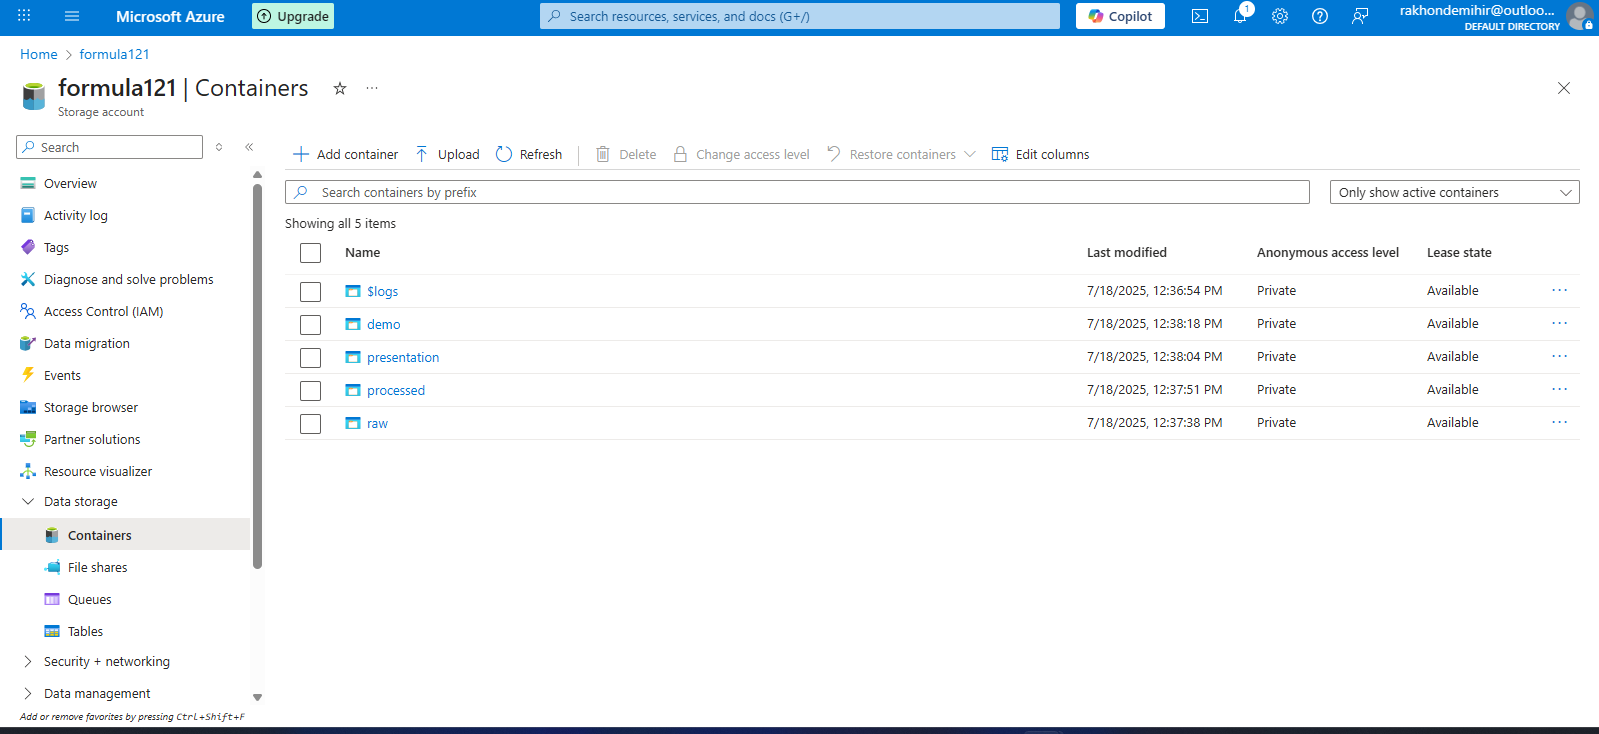 Microsoft Azure
Upgrade
Search resources, services, and docs (G+/)
Copilot
1
rakhondemihir@outloo...
DEFAULT DIRECTORY
Home > formula121
formula121 | Containers
Storage account
Search
Add container
Upload
Refresh
Delete
Change access level
Restore containers
Edit columns
Overview
Activity log
Tags
Diagnose and solve problems
Access Control (IAM)
Data migration
Events
Storage browser
Partner solutions
Resource visualizer
Data storage
Containers
File shares
Queues
Tables
Security + networking
Data management
Add or remove favorites by pressing Ctrl+Shift+F
Search containers by prefix
Only show active containers
Showing all 5 items
Name Last modified Anonymous access level Lease state
$logs 7/18/2025, 12:36:54 PM Private Available
demo 7/18/2025, 12:38:18 PM Private Available
presentation 7/18/2025, 12:38:04 PM Private Available
processed 7/18/2025, 12:37:51 PM Private Available
raw 7/18/2025, 12:37:38 PM Private Available